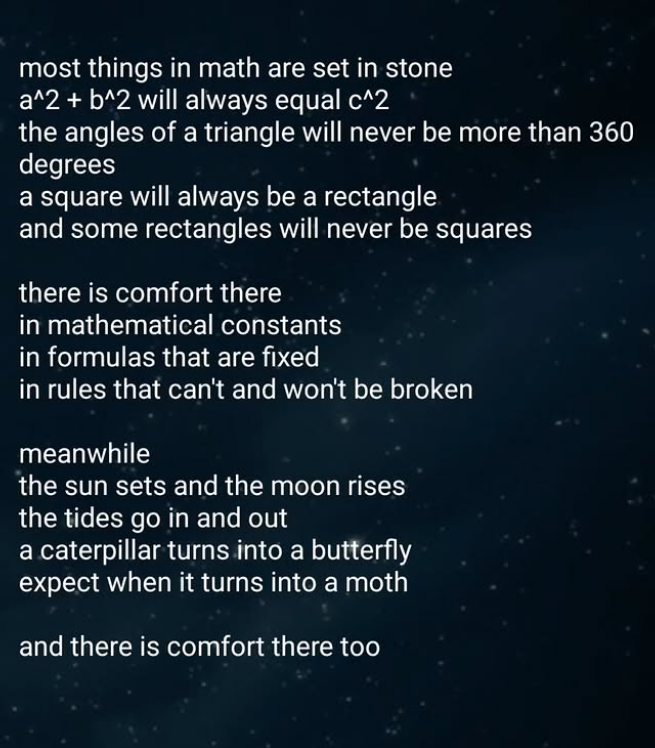 most things in math are set in stone
a^2 + b^2 will always equal c^2
the angles of a triangle will never be more than 360
degrees
a square will always be a rectangle
and some rectangles will never be squares
there is comfort there
in mathematical constants
in formulas that are fixed
in rules that can't and won't be broken
meanwhile
the sun sets and the moon rises
the tides go in and out
a caterpillar turns into a butterfly
expect when it turns into a moth
and there is comfort there too